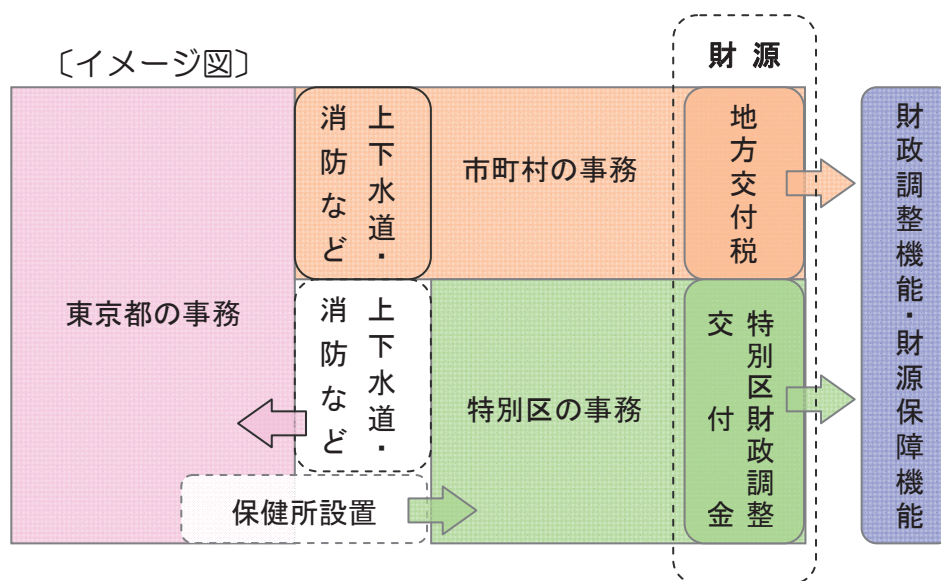 〔イメージ図〕
財源
東京都の事務
上下水道・
消防など
市町村の事務
地方交付税
上下水道・
消防など
特別区の事務
特別区財政調整
交付金
保健所設置
財政調整機能・財源保障機能